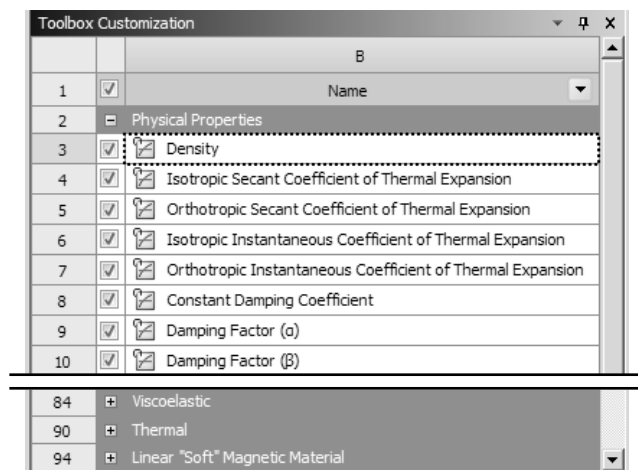 Toolbox Customization
B
1 Name
2 Physical Properties
3 Density
4 Isotropic Secant Coefficient of Thermal Expansion
5 Orthotropic Secant Coefficient of Thermal Expansion
6 Isotropic Instantaneous Coefficient of Thermal Expansion
7 Orthotropic Instantaneous Coefficient of Thermal Expansion
8 Constant Damping Coefficient
9 Damping Factor (α)
10 Damping Factor (β)
84 Viscoelastic
90 Thermal
94 Linear "Soft" Magnetic Material